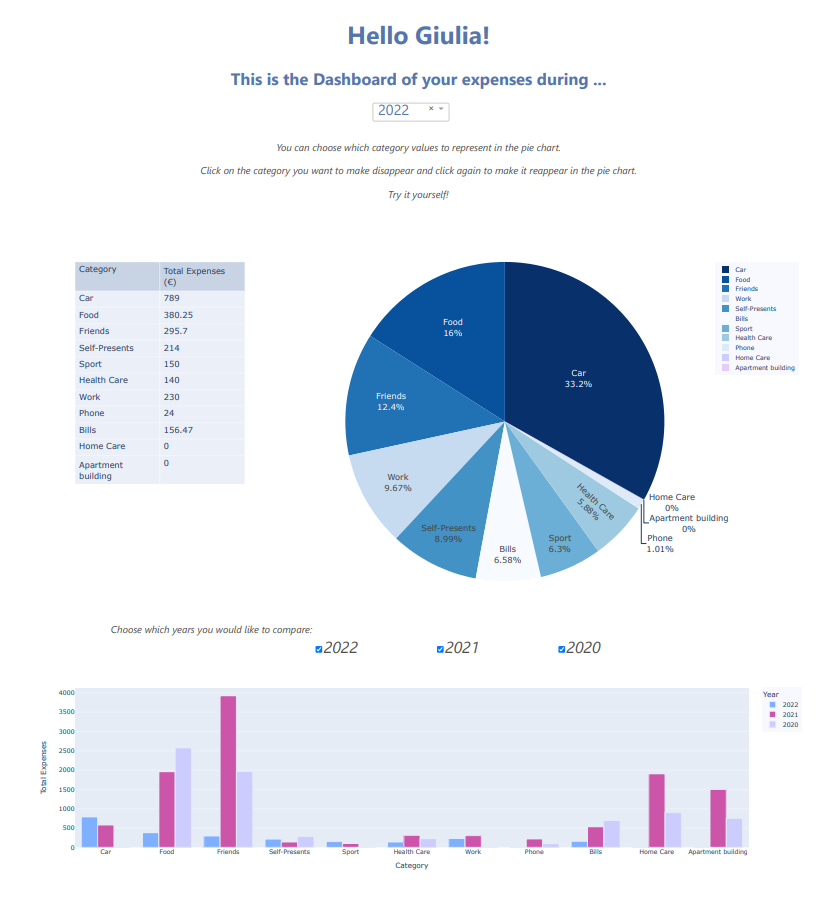 Hello Giulia!
This is the Dashboard of your expenses during ...
2022
You can choose which category values to represent in the pie chart.
Click on the category you want to make disappear and click again to make it reappear in the pie chart.
Try it yourself!
Category Total Expenses
(€)
Car 789
Food 380.25
Friends 295.7
Self-Presents 214
Sport 150
Health Care 140
Work 230
Phone 24
Bills 156.47
Home Care 0
Apartment 0
building
Food
16%
Car
33.2%
Friends
12.4%
Work
9.67%
Self-Presents
8.99%
Bills
6.58%
Sport
6.3%
Health Care
5.88%
Home Care
0%
Apartment building
0%
Phone
1.01%
Car
Food
Friends
Work
Self-Presents
Bills
Sport
Health Care
Phone
Home Care
Apartment building
Choose which years you would like to compare:
2022 2021 2020
4000
3500
3000
2500
2000
1500
1000
500
0
Total Expenses
Car Food Friends Self-Presents Sport Health Care Work Phone Bills Home Care Apartment building
Category
Year
2022
2021
2020